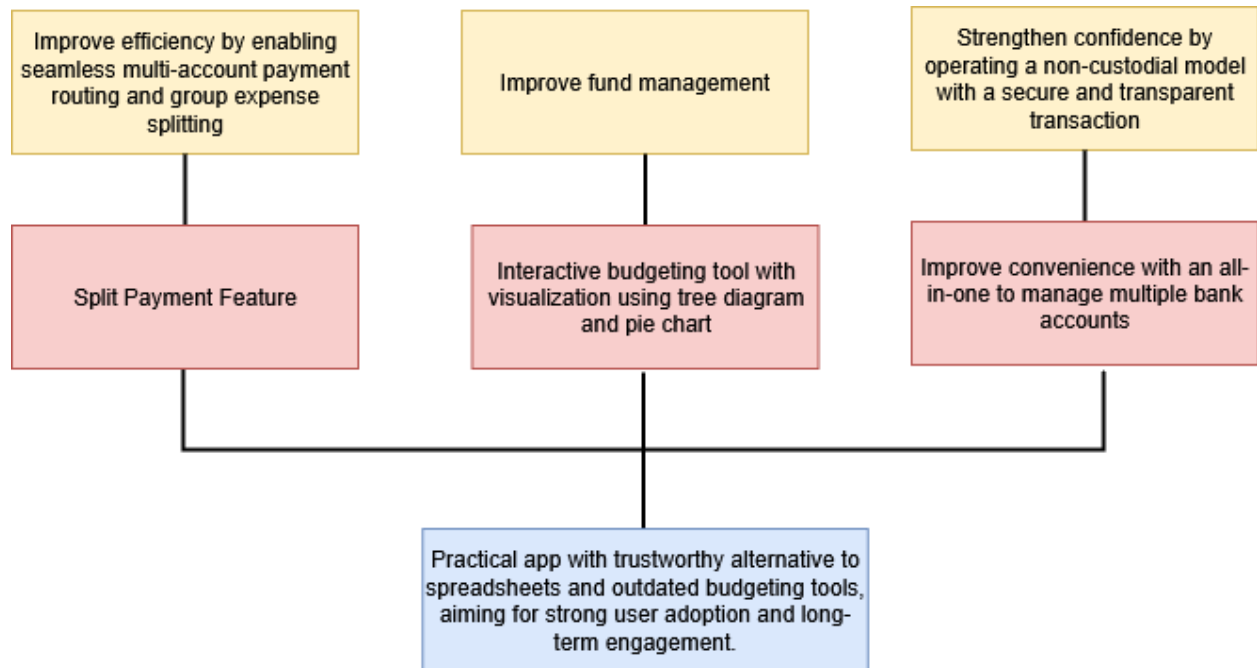 Improve efficiency by enabling
seamless multi-account payment
routing and group expense
splitting
Improve fund management
Strengthen confidence by
operating a non-custodial model
with a secure and transparent
transaction
Split Payment Feature
Interactive budgeting tool with
visualization using tree diagram
and pie chart
Improve convenience with an all-
in-one to manage multiple bank
accounts
Practical app with trustworthy alternative to
spreadsheets and outdated budgeting tools,
aiming for strong user adoption and long-
term engagement.